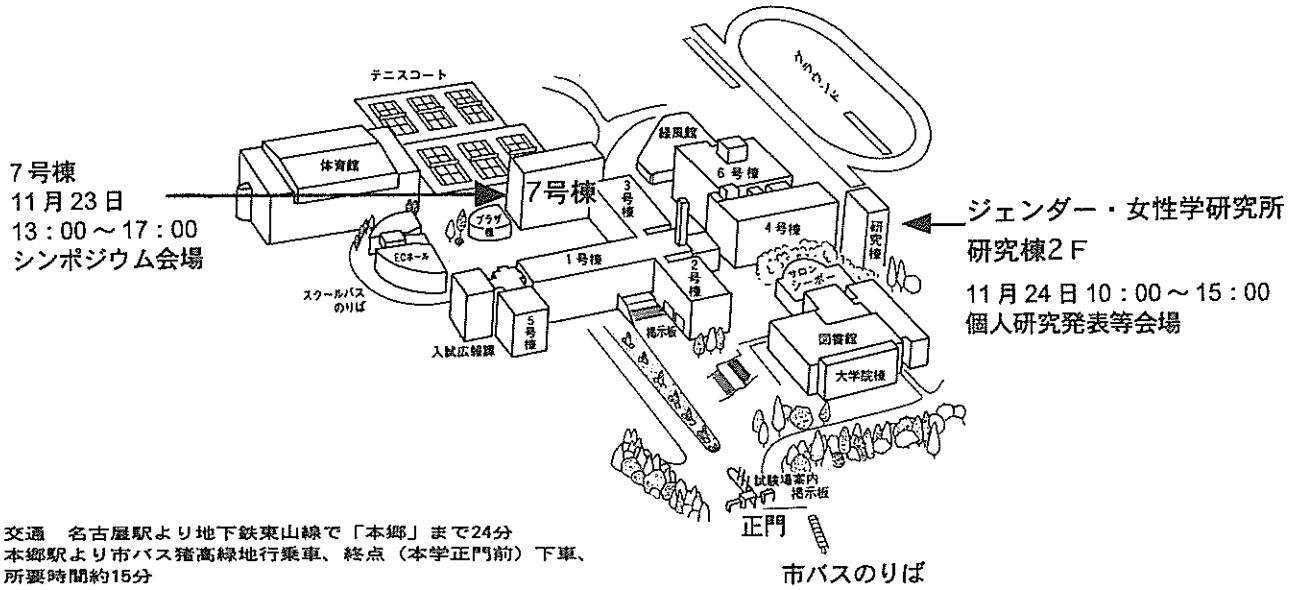 グラウンド
テニスコート
体育館
緑風館
6号棟
7号棟
11月23日
13：00～17：00
シンポジウム会場
7号棟
3号棟
4号棟
研究棟
ジェンダー・女性学研究所
研究棟2F
11月24日10：00～15：00
個人研究発表等会場
プラザ棟
ECホール
1号棟
2号棟
サロン
シーボー
スクールバス
のりば
5号棟
入試広報課
掲示板
図書館
大学院棟
試験場案内
掲示板
正門
市バスのりば
交通　名古屋駅より地下鉄東山線で「本郷」まで24分
本郷駅より市バス猪高緑地行乗車、終点（本学正門前）下車、
所要時間約15分